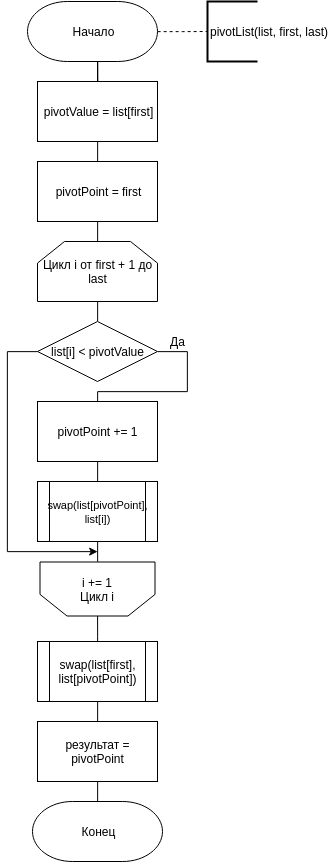 Начало
pivotList(list, first, last)
pivotValue = list[first]
pivotPoint = first
Цикл i от first + 1 до
last
list[i] < pivotValue
Да
pivotPoint += 1
swap(list[pivotPoint],
list[i])
i += 1
Цикл i
swap(list[first],
list[pivotPoint])
результат =
pivotPoint
Конец